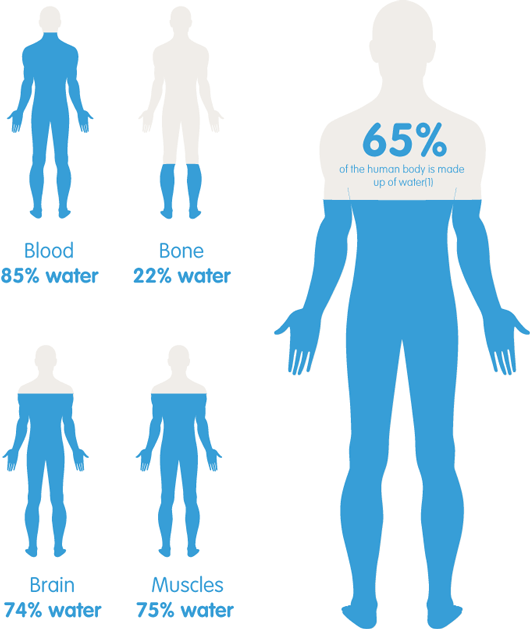 65%
of the human body is made
up of water(1)
Blood
85% water
Bone
22% water
Brain
74% water
Muscles
75% water